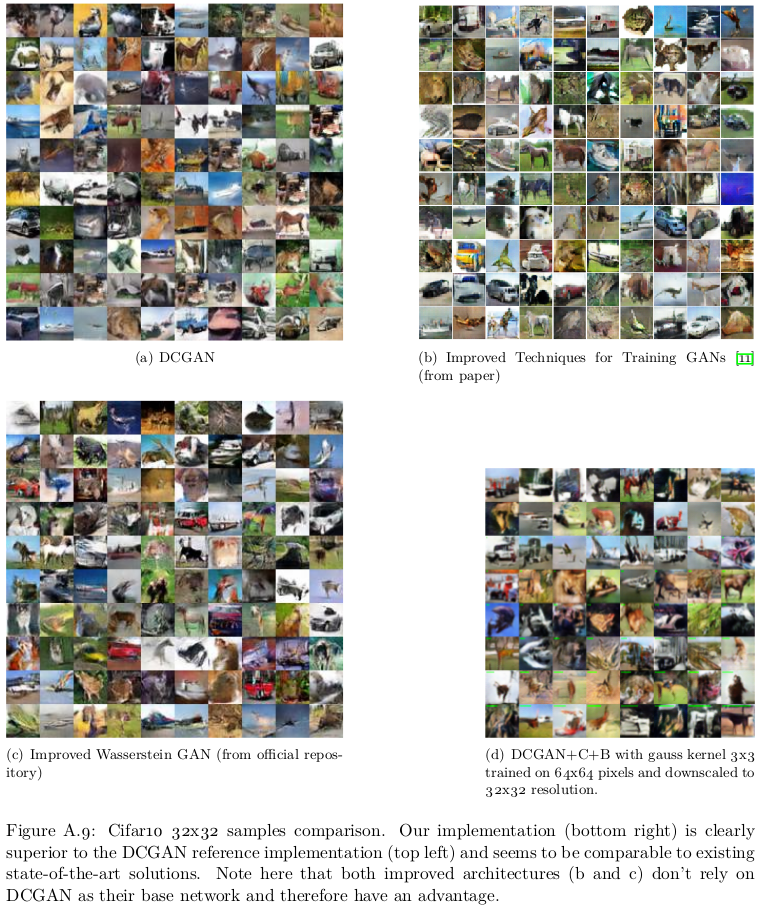 (a) DCGAN
(b) Improved Techniques for Training GANs [11]
(from paper)
(c) Improved Wasserstein GAN (from official repos-
itory)
(d) DCGAN+C+B with gauss kernel 3x3
trained on 64x64 pixels and downscaled to
32x32 resolution.
Figure A.9: Cifar10 32x32 samples comparison. Our implementation (bottom right) is clearly
superior to the DCGAN reference implementation (top left) and seems to be comparable to existing
state-of-the-art solutions. Note here that both improved architectures (b and c) don't rely on
DCGAN as their base network and therefore have an advantage.